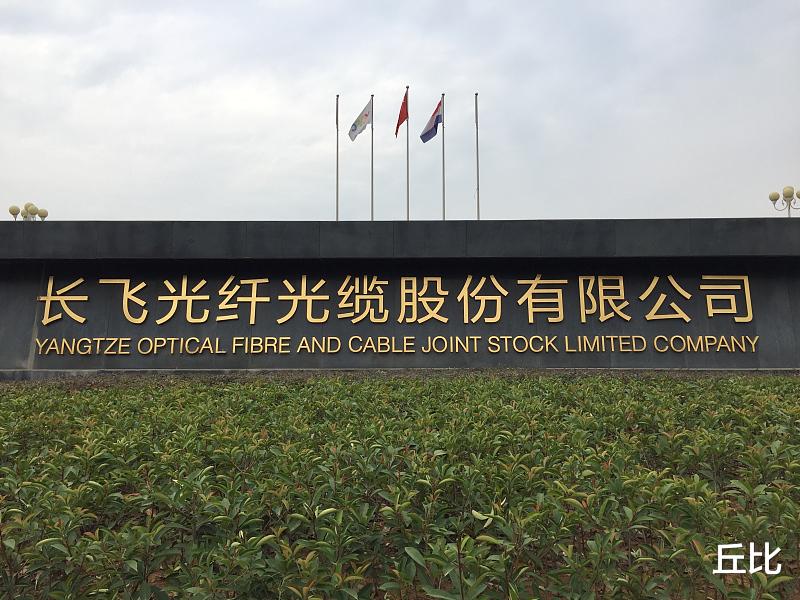 长飞光纤光缆股份有限公司
YANGTZE OPTICAL FIBRE AND CABLE JOINT STOCK LIMITED COMPANY
丘比